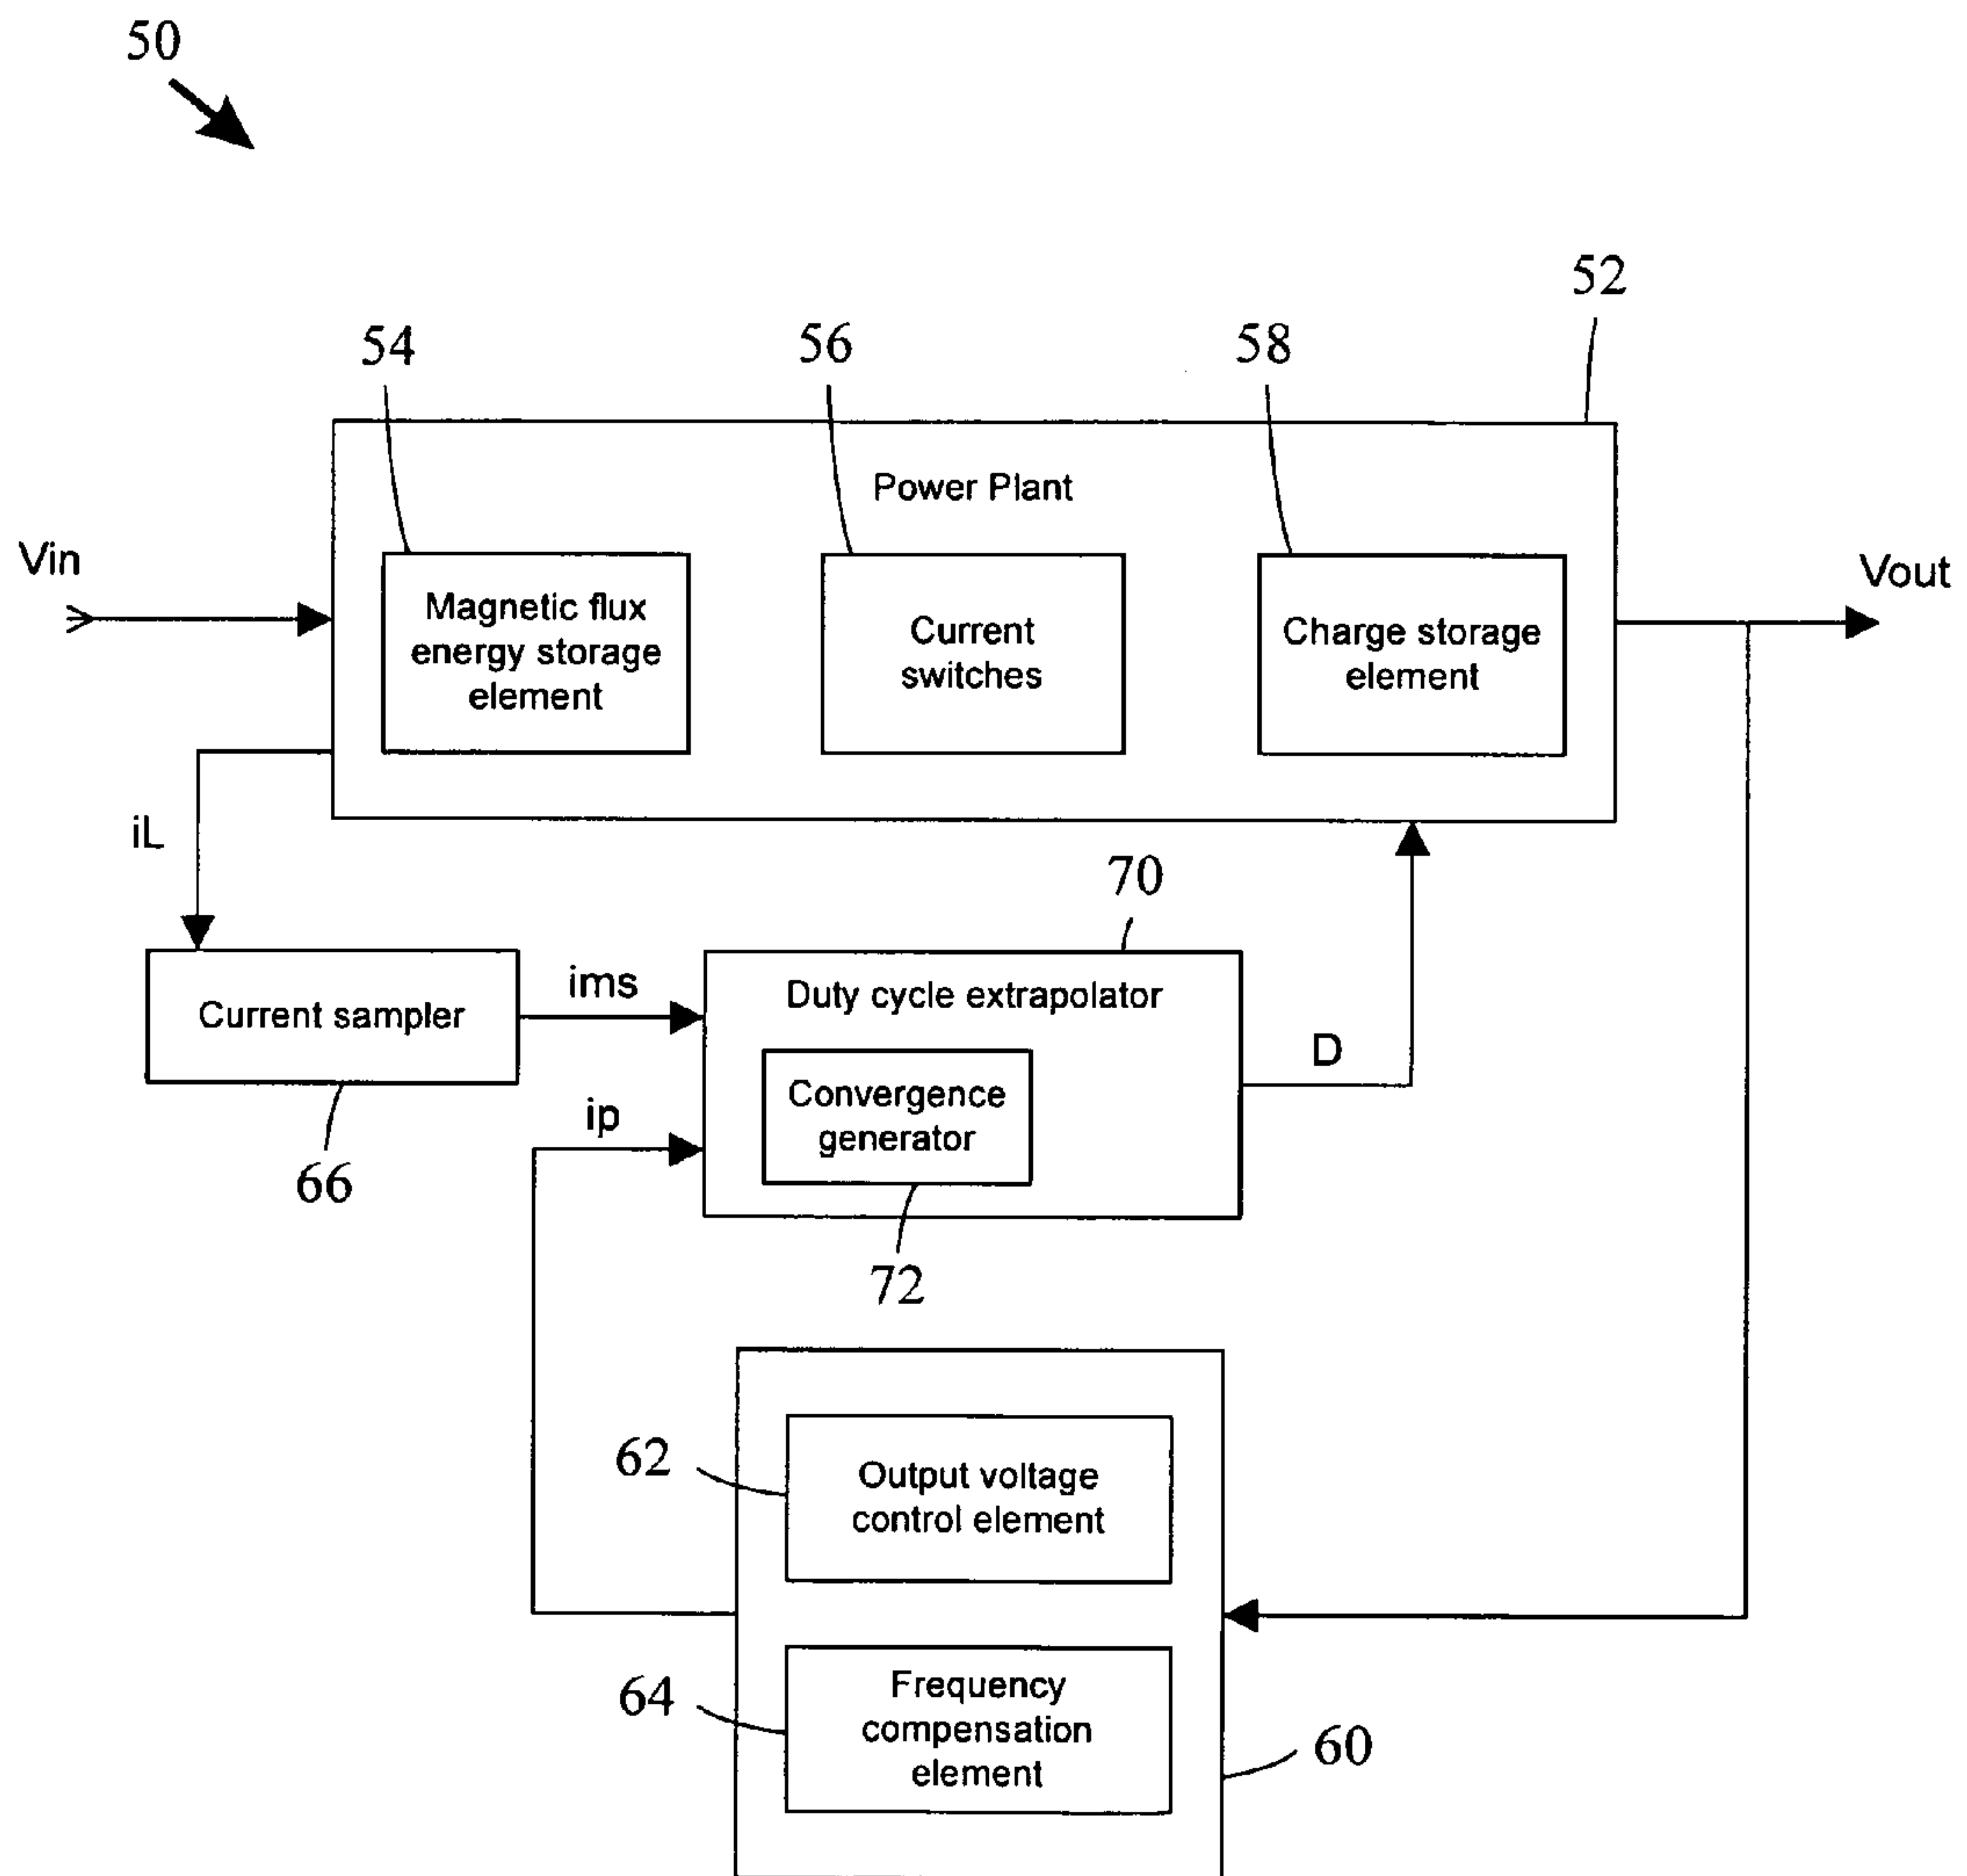 50
52
54
56
58
Power Plant
Vin
Magnetic flux
energy storage
element
Current
switches
Charge storage
element
Vout
iL
70
Current sampler
ims
Duty cycle extrapolator
D
Convergence
generator
ip
66
72
62
Output voltage
control element
64
Frequency
compensation
element
60